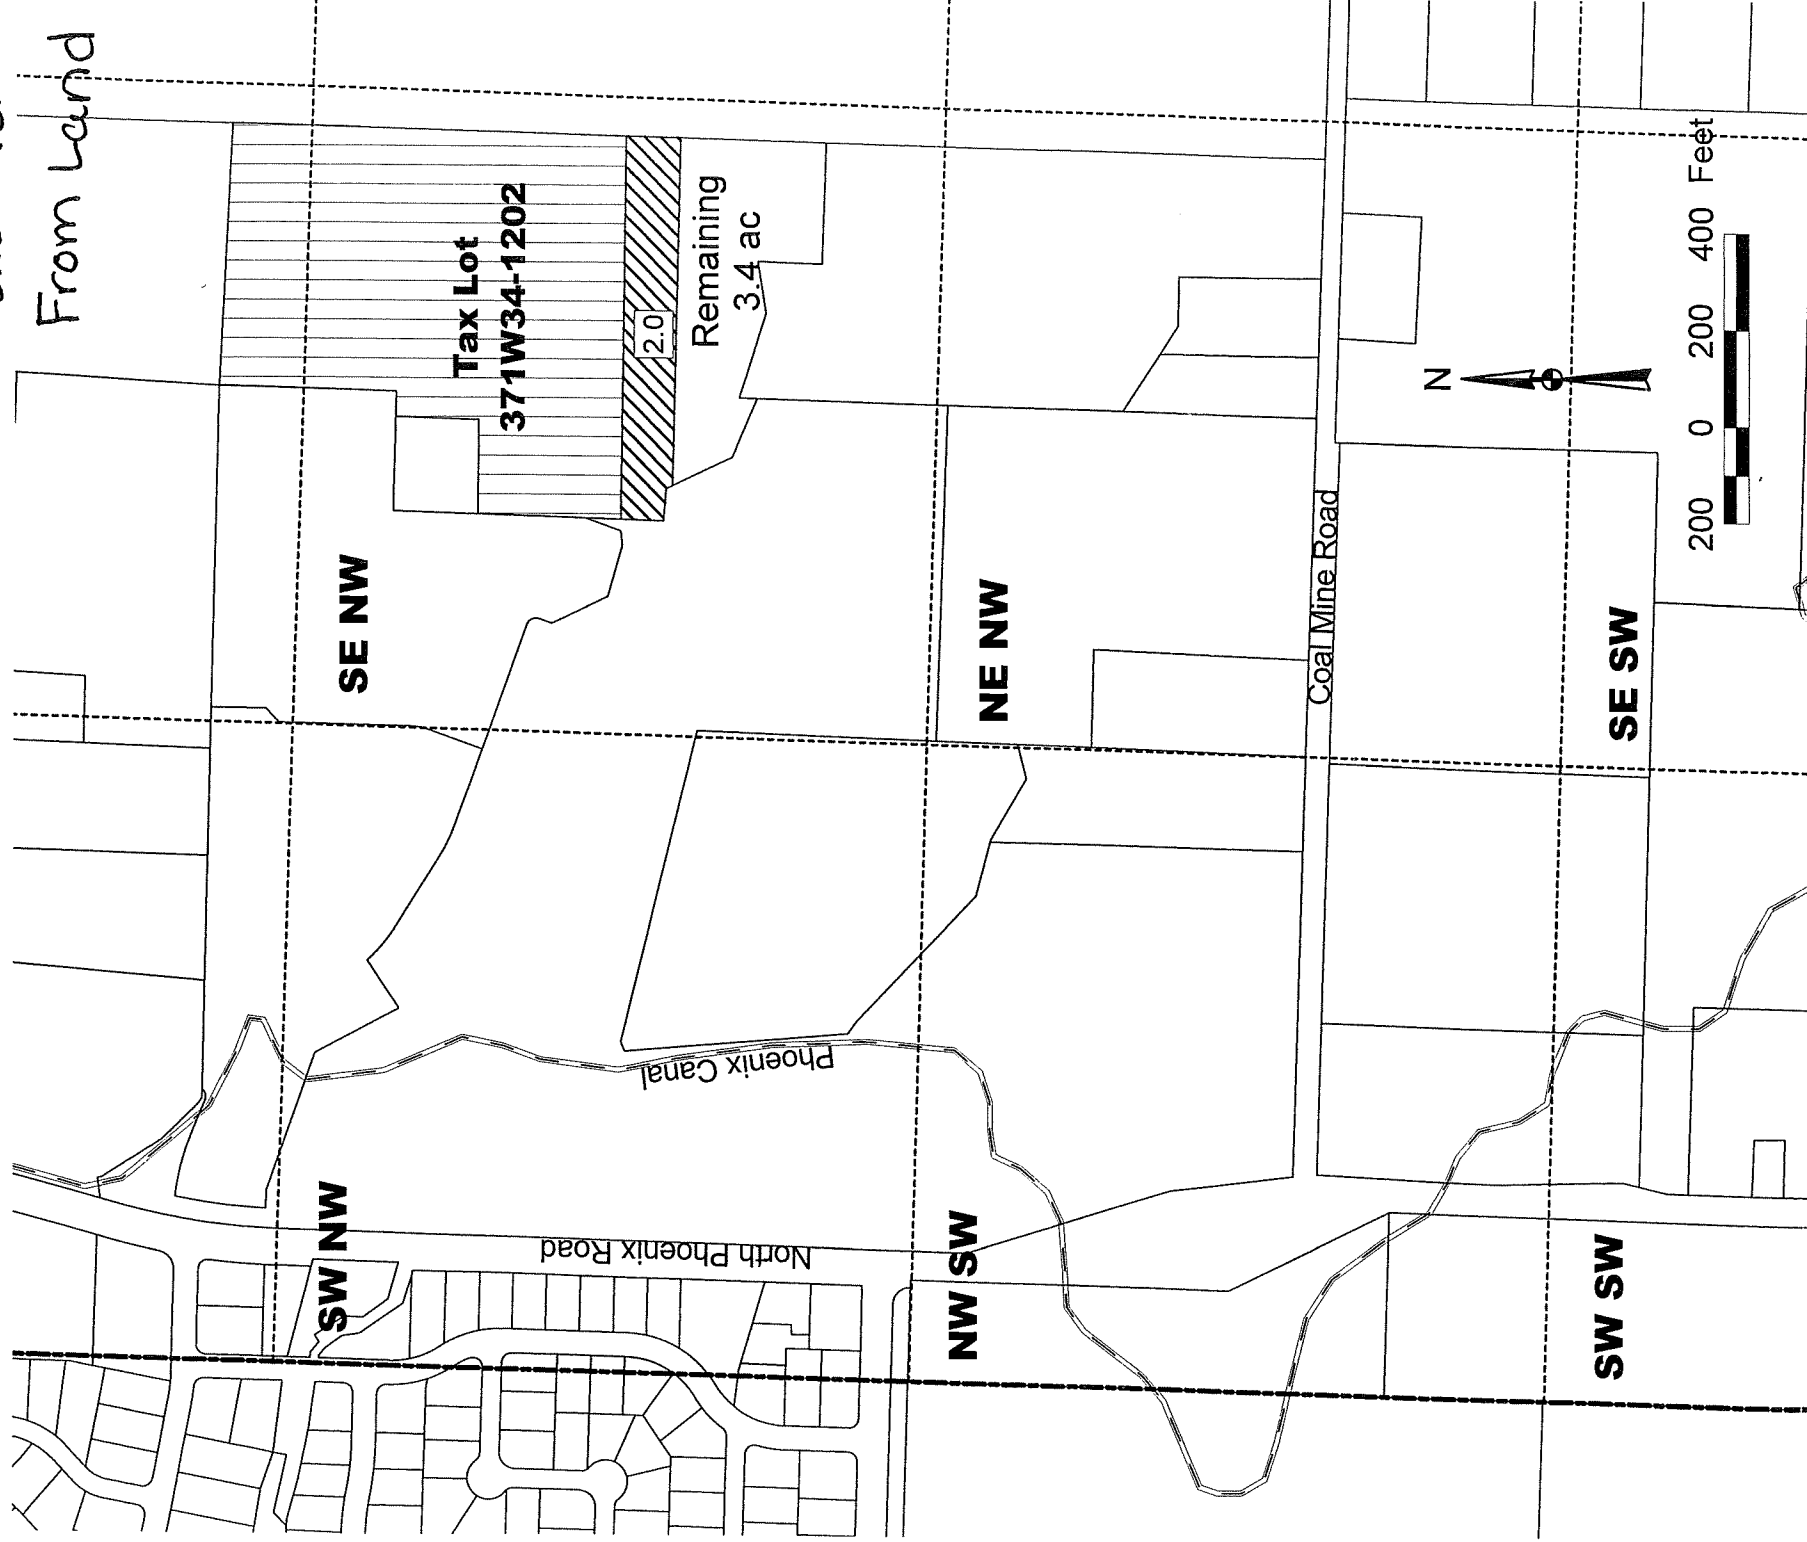 From Land
Tax Lot
371W34-1202
2.0
Remaining
3.4 ac
SE NW
NE NW
SE SW
SW NW
NW SW
SW SW
Coal Mine Road
Phoenix Canal
North Phoenix Road
N
200 0 200 400 Feet